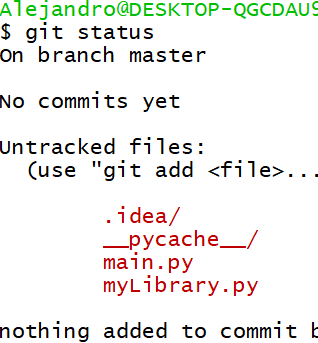 Alejandro@DESKTOP-QGCDAU9
$ git status
On branch master
No commits yet
Untracked files:
(use "git add <file>...
.idea/
__pycache__/
main.py
myLibrary.py
nothing added to commit b